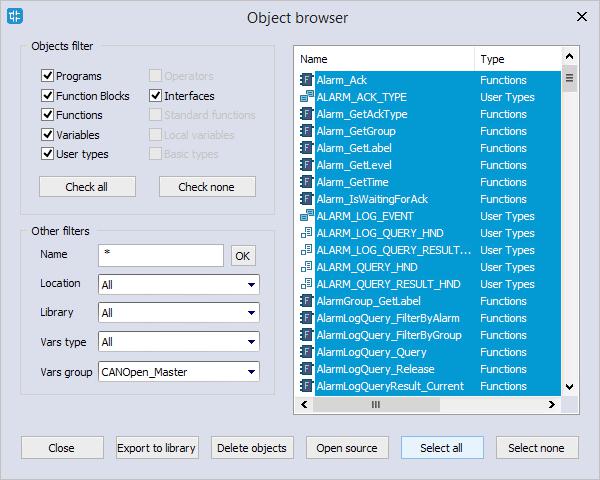 Object browser
Objects filter
Programs
Operators
Function Blocks
Interfaces
Functions
Standard functions
Variables
Local variables
User types
Basic types
Check all
Check none
Other filters
Name
*
OK
Location
All
Library
All
Vars type
All
Vars group
CANOpen_Master
Name Type
Alarm_Ack Functions
ALARM_ACK_TYPE User Types
Alarm_GetAckType Functions
Alarm_GetGroup Functions
Alarm_GetLabel Functions
Alarm_GetLevel Functions
Alarm_GetTime Functions
Alarm_IsWaitingForAck Functions
ALARM_LOG_EVENT User Types
ALARM_LOG_QUERY_HND User Types
ALARM_LOG_QUERY_RESULT... User Types
ALARM_QUERY_HND User Types
ALARM_QUERY_RESULT_HND User Types
AlarmGroup_GetLabel Functions
AlarmLogQuery_FilterByAlarm Functions
AlarmLogQuery_FilterByGroup Functions
AlarmLogQuery_Query Functions
AlarmLogQuery_Release Functions
AlarmLogQueryResult_Current Functions
Close
Export to library
Delete objects
Open source
Select all
Select none